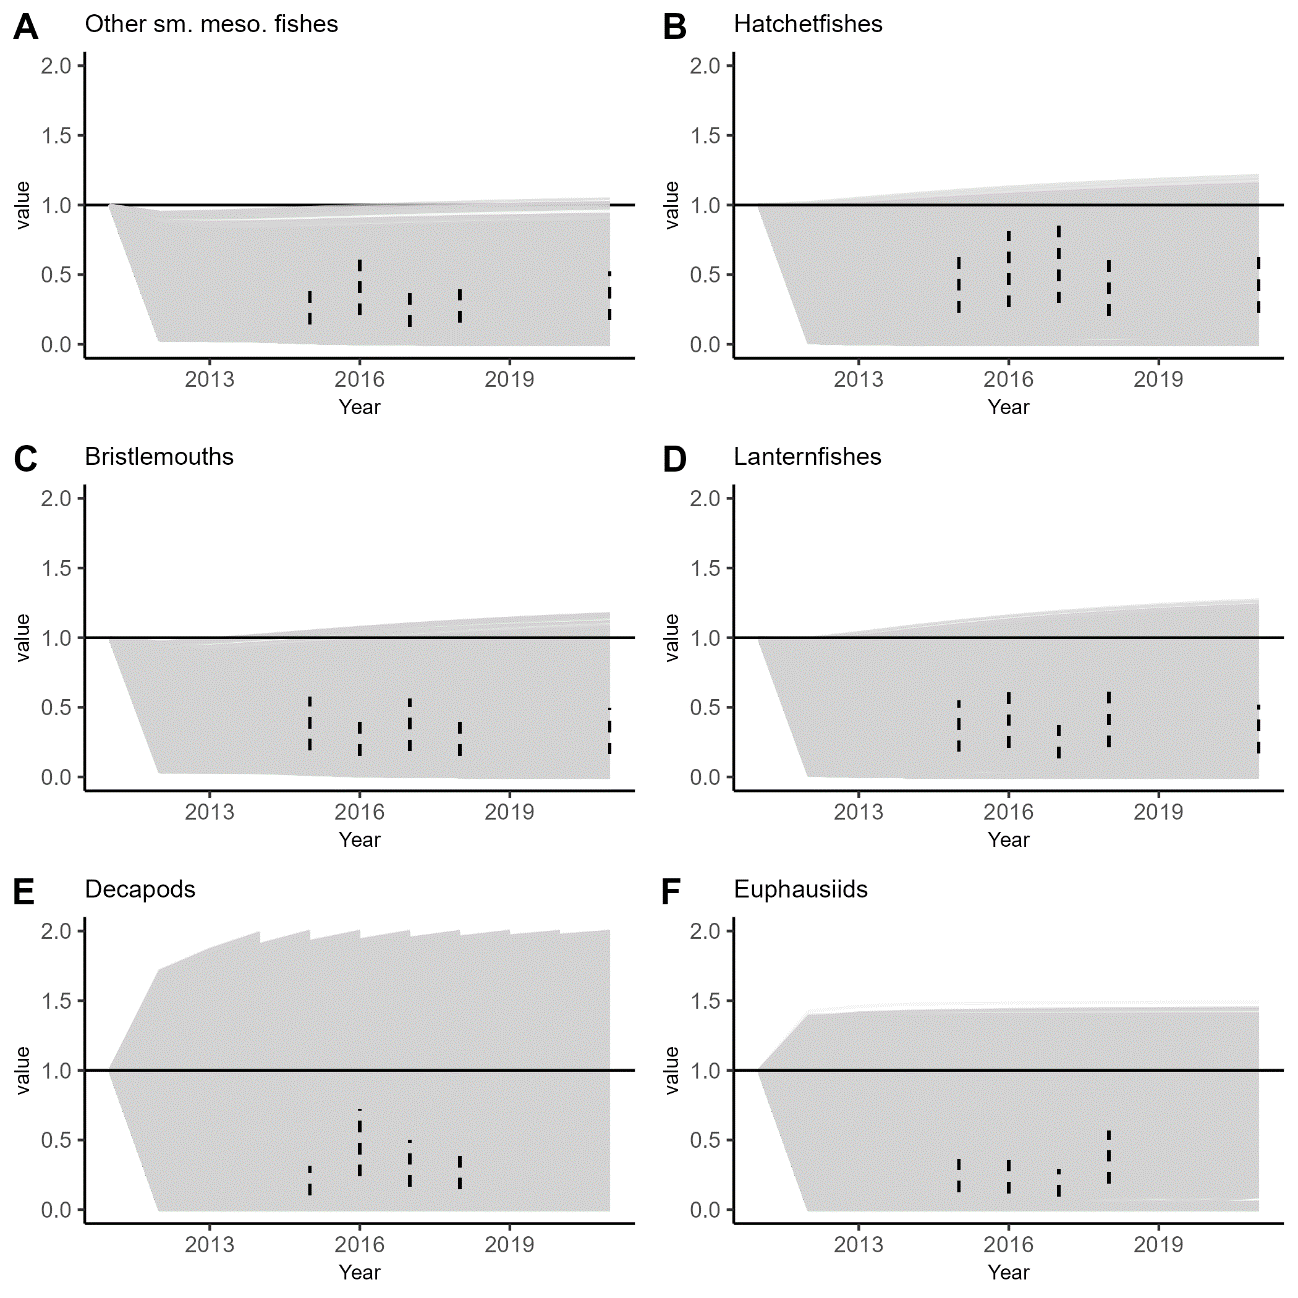 A Other sm. meso. fishes
2.0
1.5
1.0
0.5
0.0
value
2013 2016 2019
Year
B Hatchetfishes
2.0
1.5
1.0
0.5
0.0
value
2013 2016 2019
Year
C Bristlemouths
2.0
1.5
1.0
0.5
0.0
value
2013 2016 2019
Year
D Lanternfishes
2.0
1.5
1.0
0.5
0.0
value
2013 2016 2019
Year
E Decapods
2.0
1.5
1.0
0.5
0.0
value
2013 2016 2019
Year
F Euphausiids
2.0
1.5
1.0
0.5
0.0
value
2013 2016 2019
Year